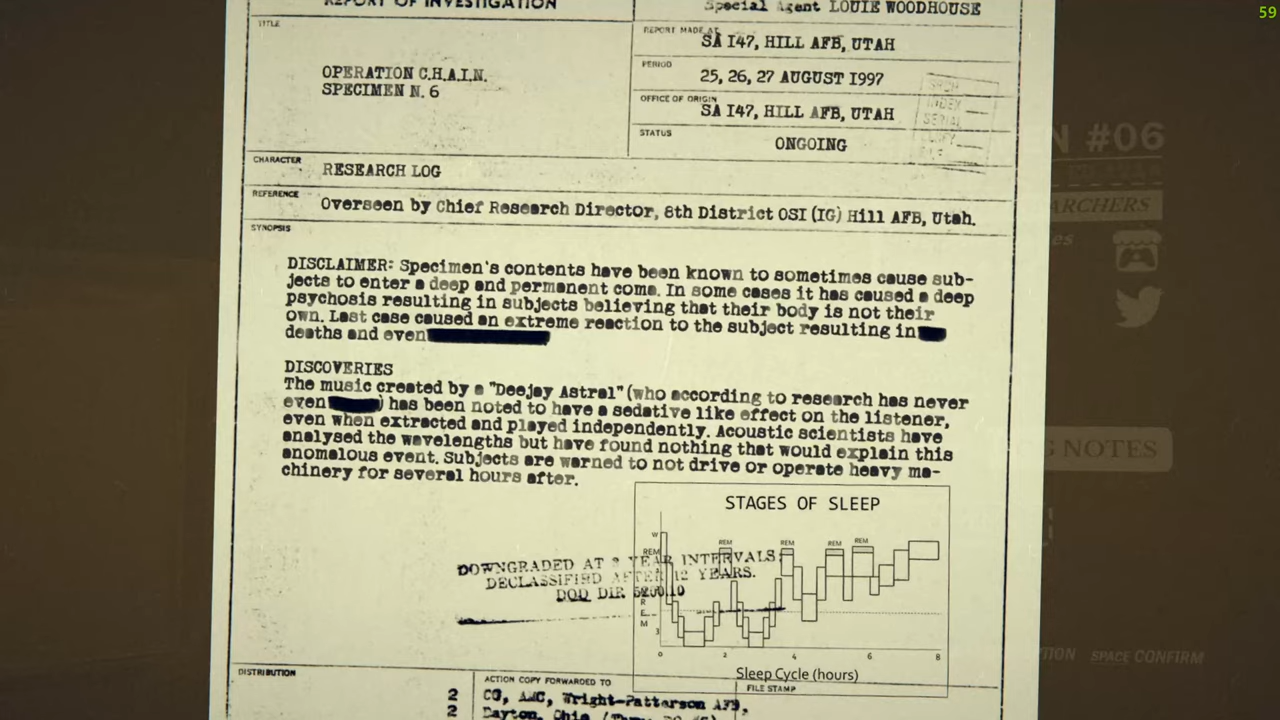 59
REPORT OF INVESTIGATION
Special Agent LOUIE WOODHOUSE
TITLE
OPERATION C.H.A.I.N.
SPECIMEN N. 6
REPORT MADE AT
SA I47, HILL AFB, UTAH
PERIOD
25, 26, 27 AUGUST 1997
OFFICE OF ORIGIN
SA I47, HILL AFB, UTAH
STATUS
ONGOING
INDEX
SERIAL
N #06
CHARACTER
RESEARCH LOG
ARCHERS
REFERENCE
Overseen by Chief Research Director, 8th District OSI (IG) Hill AFB, Utah.
SYNOPSIS
es
DISCLAIMER: Specimen's contents have been known to sometimes cause sub-
jects to enter a deep and permanent coma. In some cases it has caused a deep
psychosis resulting in subjects believing that their body is not their
own. Last case caused an extreme reaction to the subject resulting in
deaths and even
DISCOVERIES
The music created by a "Deejay Astral" (who according to research has never
even ) has been noted to have a sedative like effect on the listener,
even when extracted and played independently. Acoustic scientists have
analysed the wavelengths but have found nothing that would explain this
anomalous event. Subjects are warned to not drive or operate heavy ma-
chinery for several hours after.
G NOTES
STAGES OF SLEEP
W
REM
REM
REM
REM
REM
R
E
M
3
0 2 4 6 8
Sleep Cycle (hours)
DOWNGRADED AT 3 YEAR INTERVALS;
DECLASSIFIED AFTER 12 YEARS.
DOD DIR 5200.10
TION SPACE CONFIRM
DISTRIBUTION
ACTION COPY FORWARDED TO
FILE STAMP
2 CG, AMC, Wright-Patterson AFB,
2 Dayton, Ohio